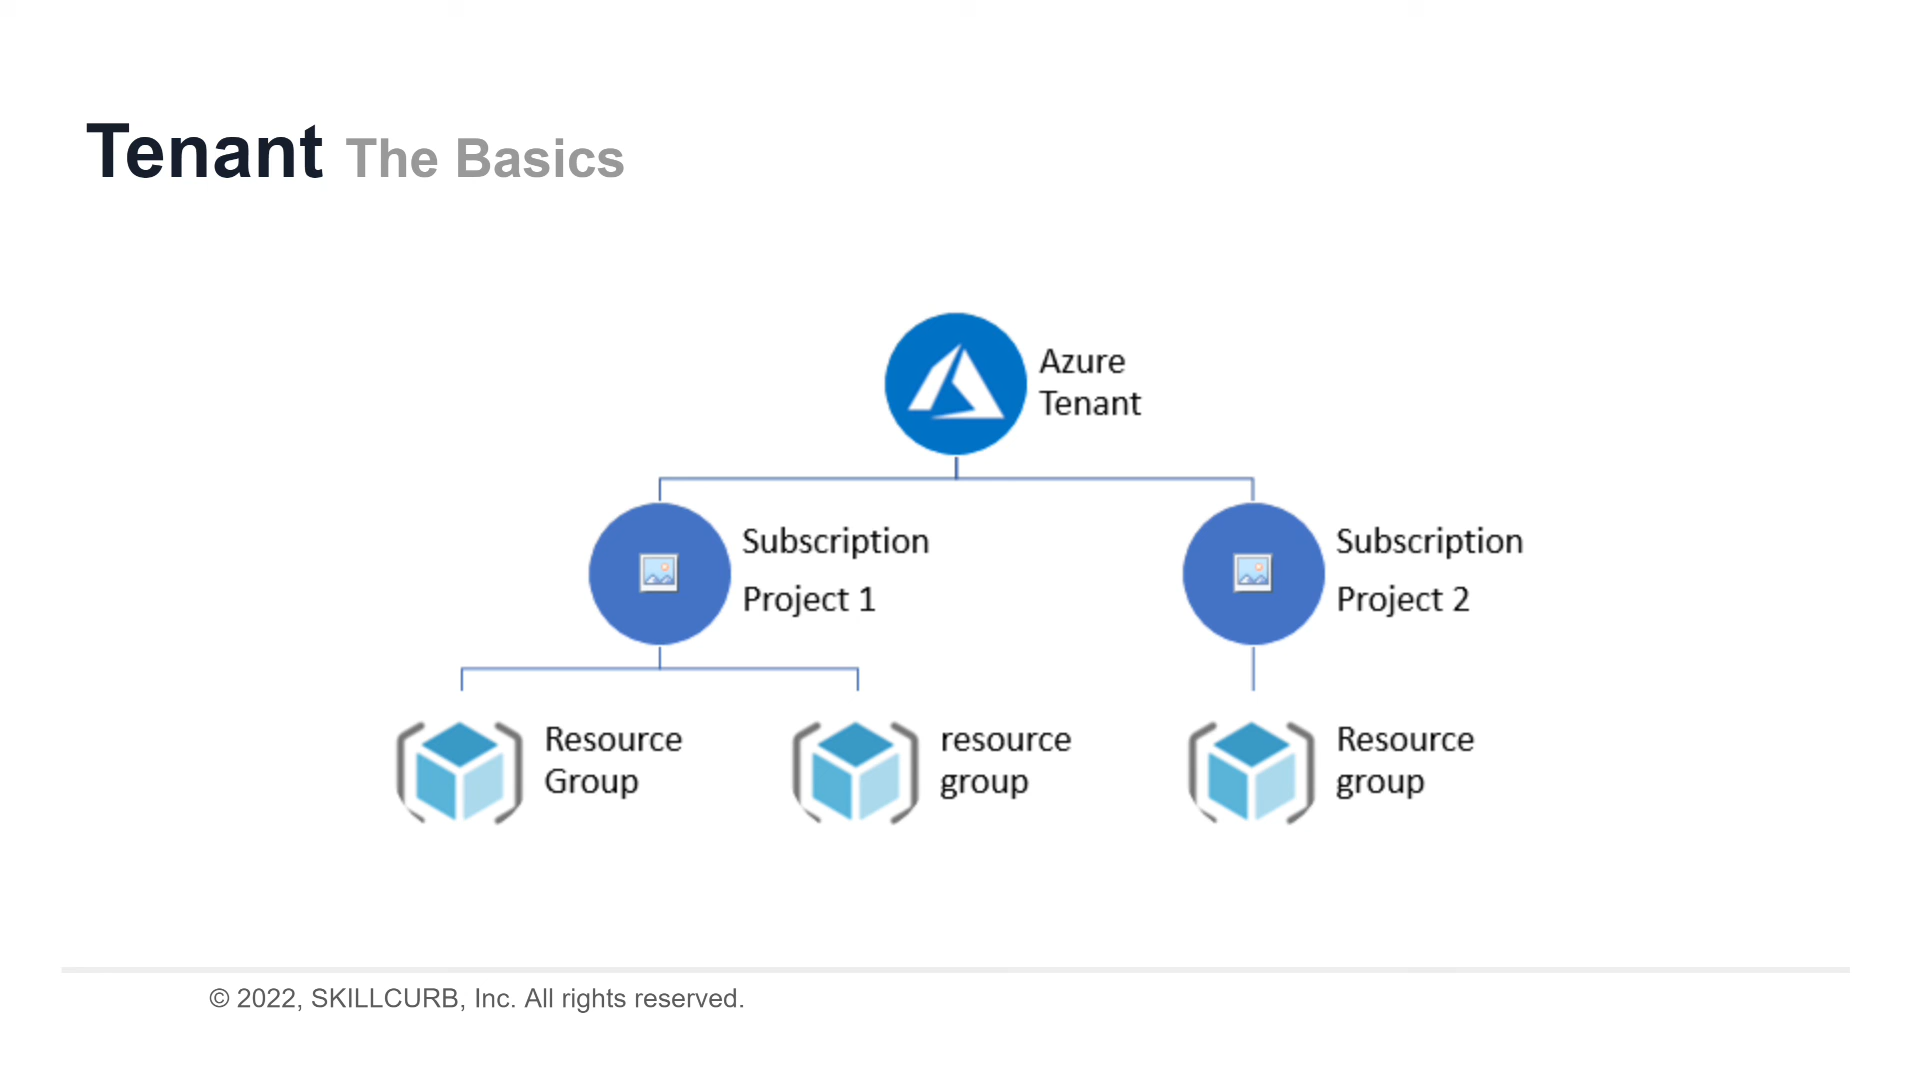 Tenant The Basics
Azure
Tenant
Subscription
Project 1
Subscription
Project 2
Resource
Group
resource
group
Resource
group
© 2022, SKILLCURB, Inc. All rights reserved.